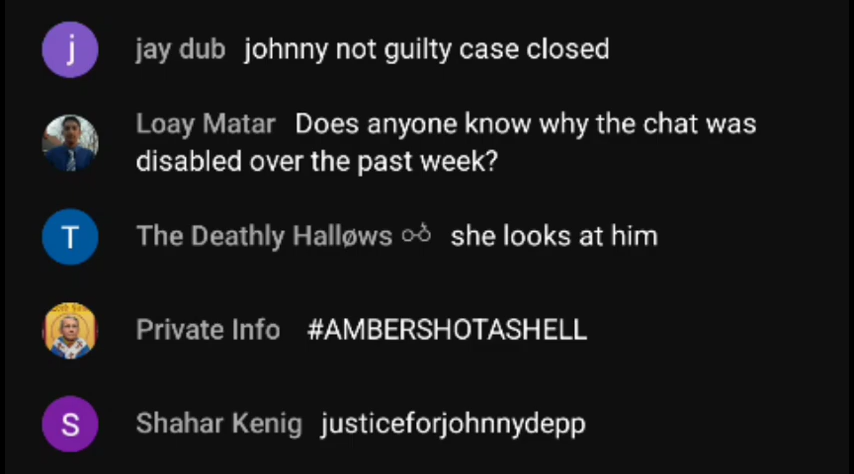 j
jay dub johnny not guilty case closed
Loay Matar Does anyone know why the chat was
disabled over the past week?
T
The Deathly Halløws she looks at him
Private Info #AMBERSHOTASHELL
S
Shahar Kenig justiceforjohnnydepp